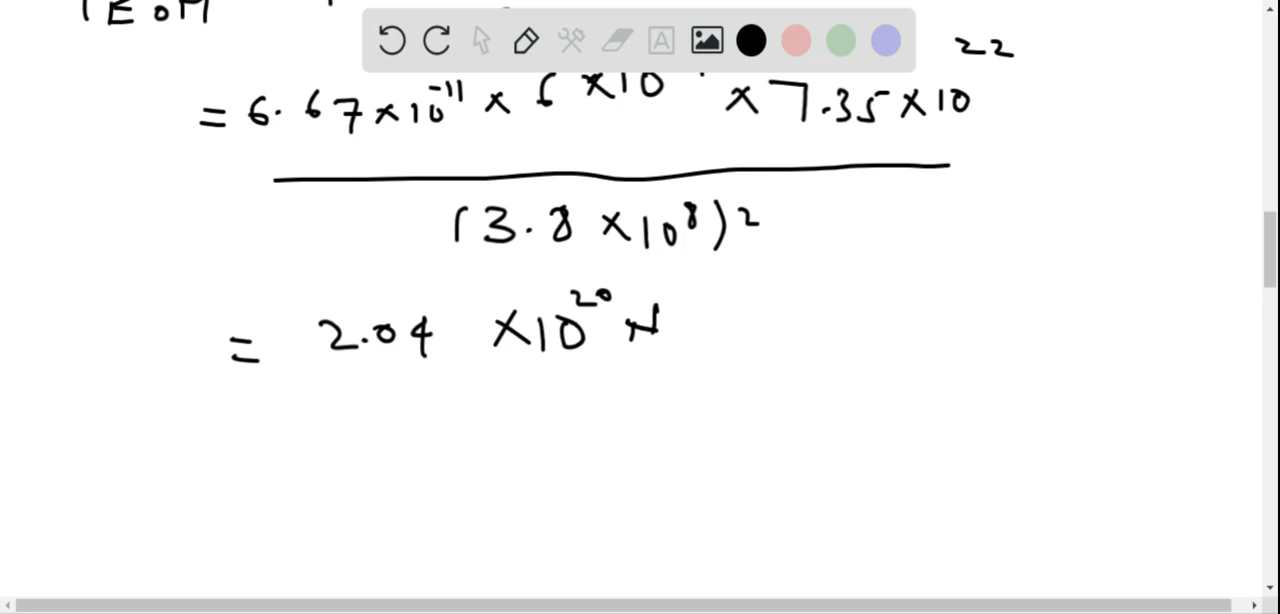 = 6.67×10⁻¹¹ × 6 ×10 × 7.35×10²²
(3.8 ×10⁸)²
= 2.04 ×10²⁰ N